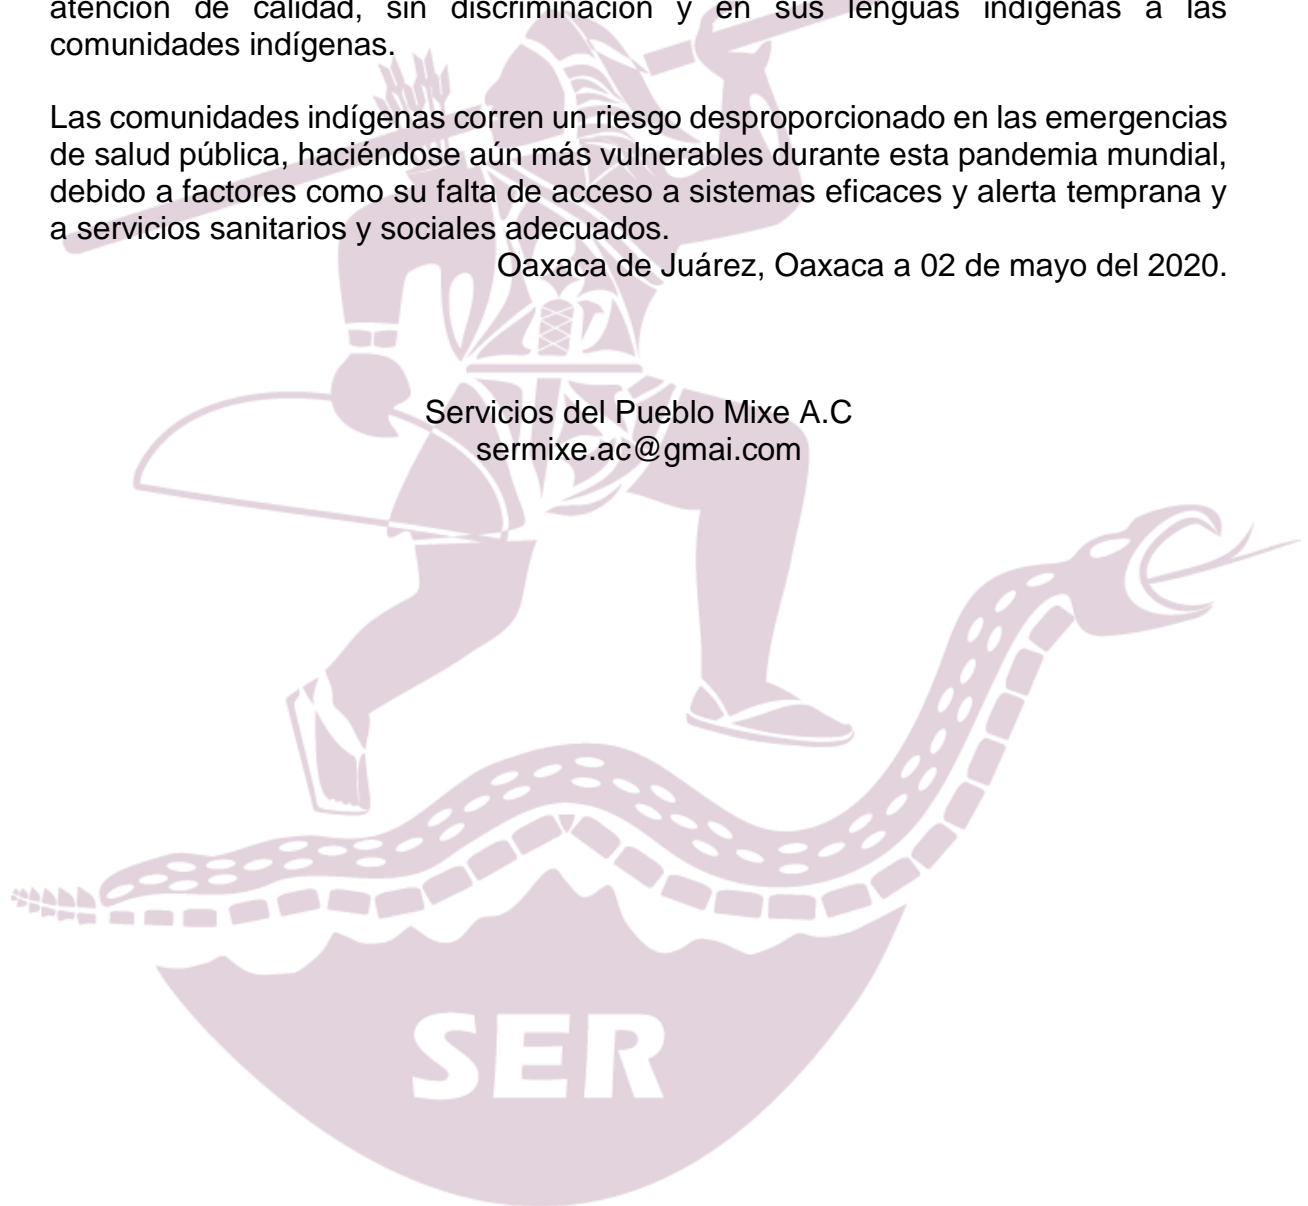 atención de calidad, sin discriminación y en sus lenguas indígenas a las
comunidades indígenas.
Las comunidades indígenas corren un riesgo desproporcionado en las emergencias
de salud pública, haciéndose aún más vulnerables durante esta pandemia mundial,
debido a factores como su falta de acceso a sistemas eficaces y alerta temprana y
a servicios sanitarios y sociales adecuados.
Oaxaca de Juárez, Oaxaca a 02 de mayo del 2020.
Servicios del Pueblo Mixe A.C
sermixe.ac@gmai.com
SER